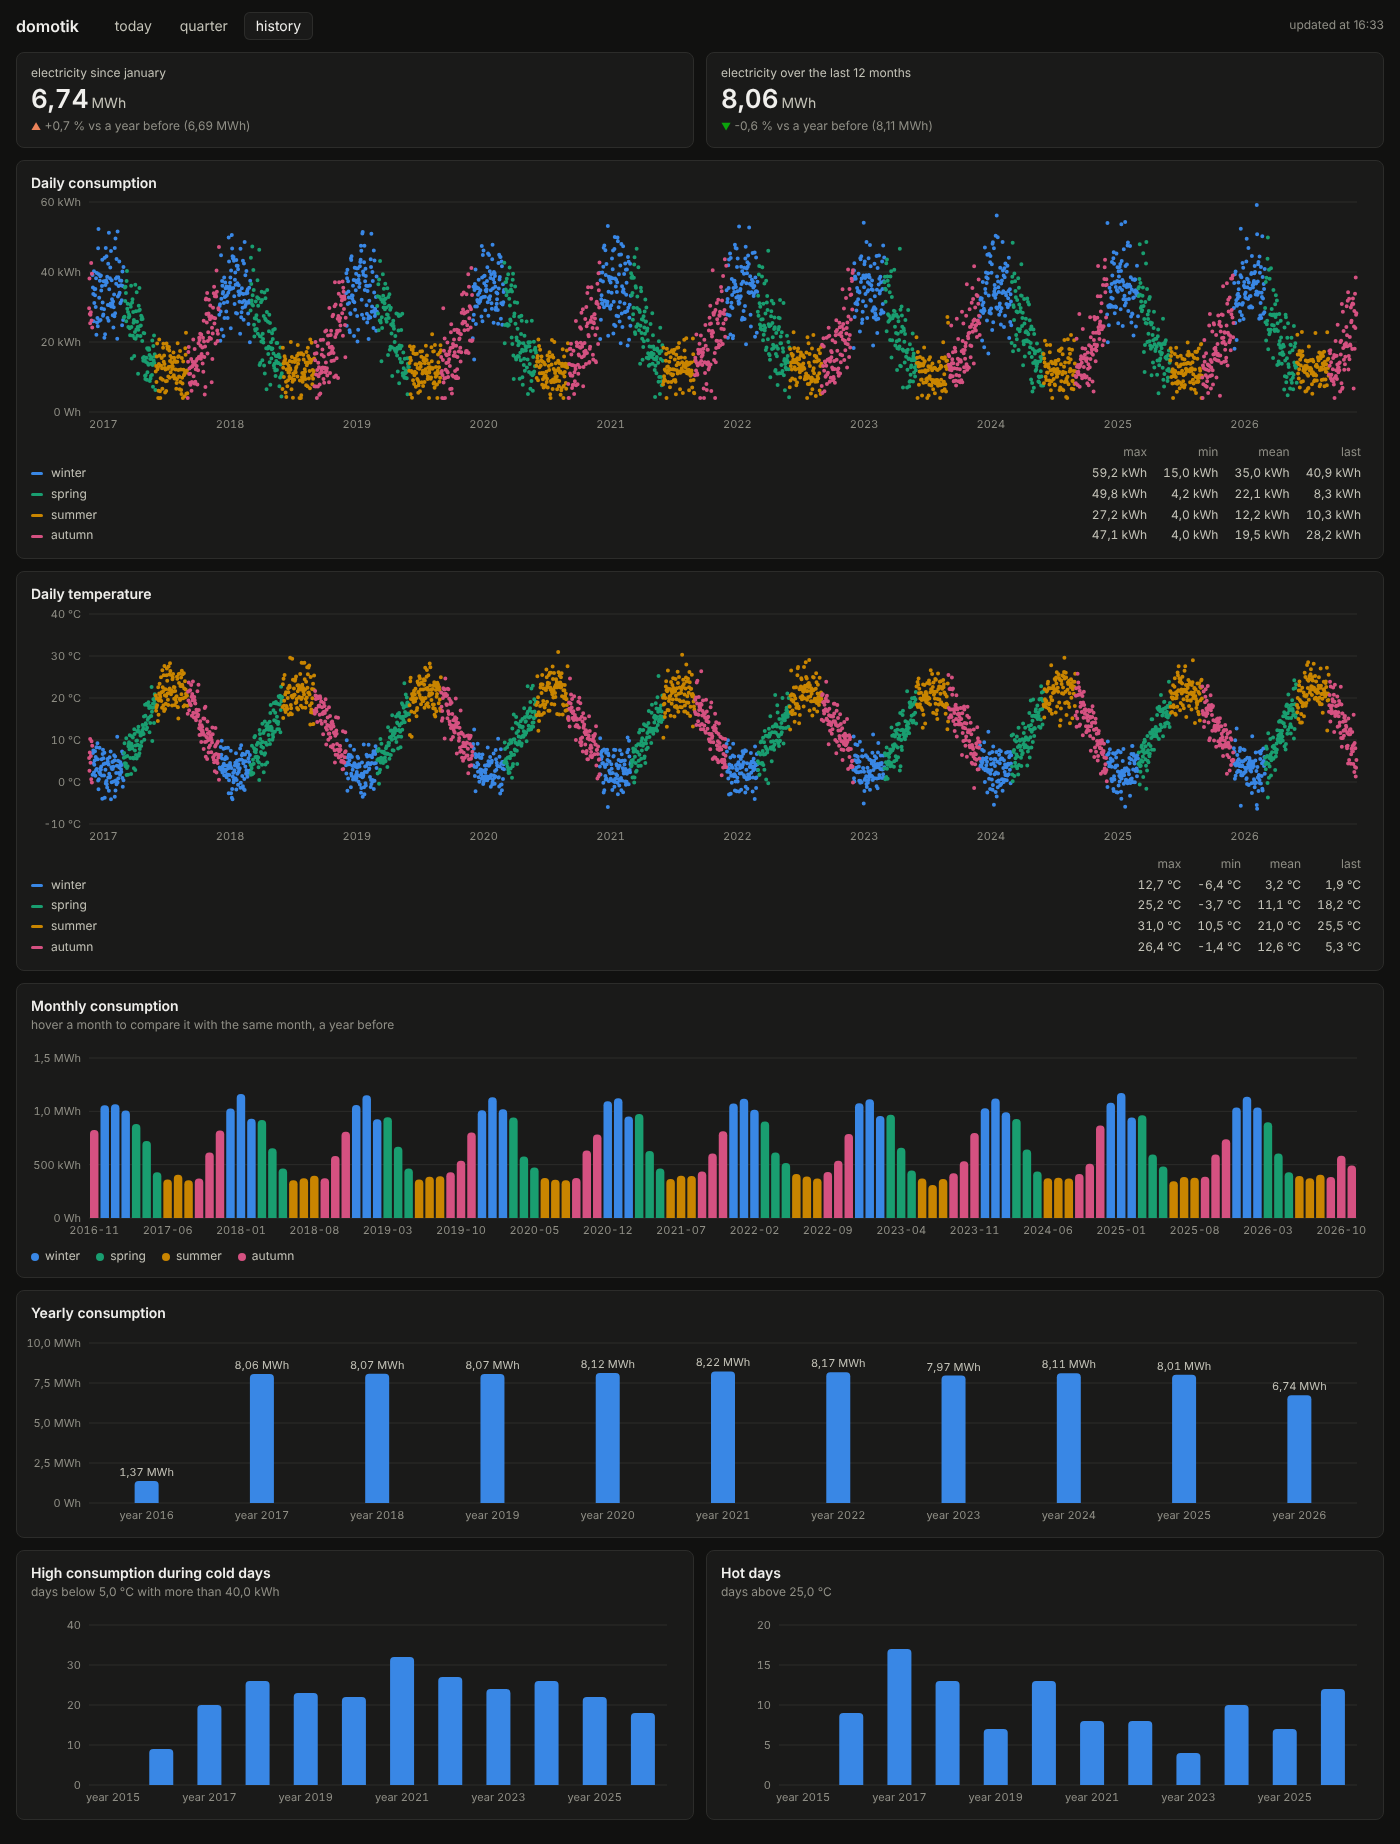 domotik today quarter history updated at 16:33
electricity since january
6,74 MWh
▲ +0,7 % vs a year before (6,69 MWh)
electricity over the last 12 months
8,06 MWh
▼ -0,6 % vs a year before (8,11 MWh)
Daily consumption
60 kWh
40 kWh
20 kWh
0 Wh
2017 2018 2019 2020 2021 2022 2023 2024 2025 2026
max min mean last
winter 59,2 kWh 15,0 kWh 35,0 kWh 40,9 kWh
spring 49,8 kWh 4,2 kWh 22,1 kWh 8,3 kWh
summer 27,2 kWh 4,0 kWh 12,2 kWh 10,3 kWh
autumn 47,1 kWh 4,0 kWh 19,5 kWh 28,2 kWh
Daily temperature
40 °C
30 °C
20 °C
10 °C
0 °C
-10 °C
2017 2018 2019 2020 2021 2022 2023 2024 2025 2026
max min mean last
winter 12,7 °C -6,4 °C 3,2 °C 1,9 °C
spring 25,2 °C -3,7 °C 11,1 °C 18,2 °C
summer 31,0 °C 10,5 °C 21,0 °C 25,5 °C
autumn 26,4 °C -1,4 °C 12,6 °C 5,3 °C
Monthly consumption
hover a month to compare it with the same month, a year before
1,5 MWh
1,0 MWh
500 kWh
0 Wh
2016-11 2017-06 2018-01 2018-08 2019-03 2019-10 2020-05 2020-12 2021-07 2022-02 2022-09 2023-04 2023-11 2024-06 2025-01 2025-08 2026-03 2026-10
winter spring summer autumn
Yearly consumption
10,0 MWh
7,5 MWh
5,0 MWh
2,5 MWh
0 Wh
1,37 MWh 8,06 MWh 8,07 MWh 8,07 MWh 8,12 MWh 8,22 MWh 8,17 MWh 7,97 MWh 8,11 MWh 8,01 MWh 6,74 MWh
year 2016 year 2017 year 2018 year 2019 year 2020 year 2021 year 2022 year 2023 year 2024 year 2025 year 2026
High consumption during cold days
days below 5,0 °C with more than 40,0 kWh
40
30
20
10
0
year 2015 year 2017 year 2019 year 2021 year 2023 year 2025
Hot days
days above 25,0 °C
20
15
10
5
0
year 2015 year 2017 year 2019 year 2021 year 2023 year 2025